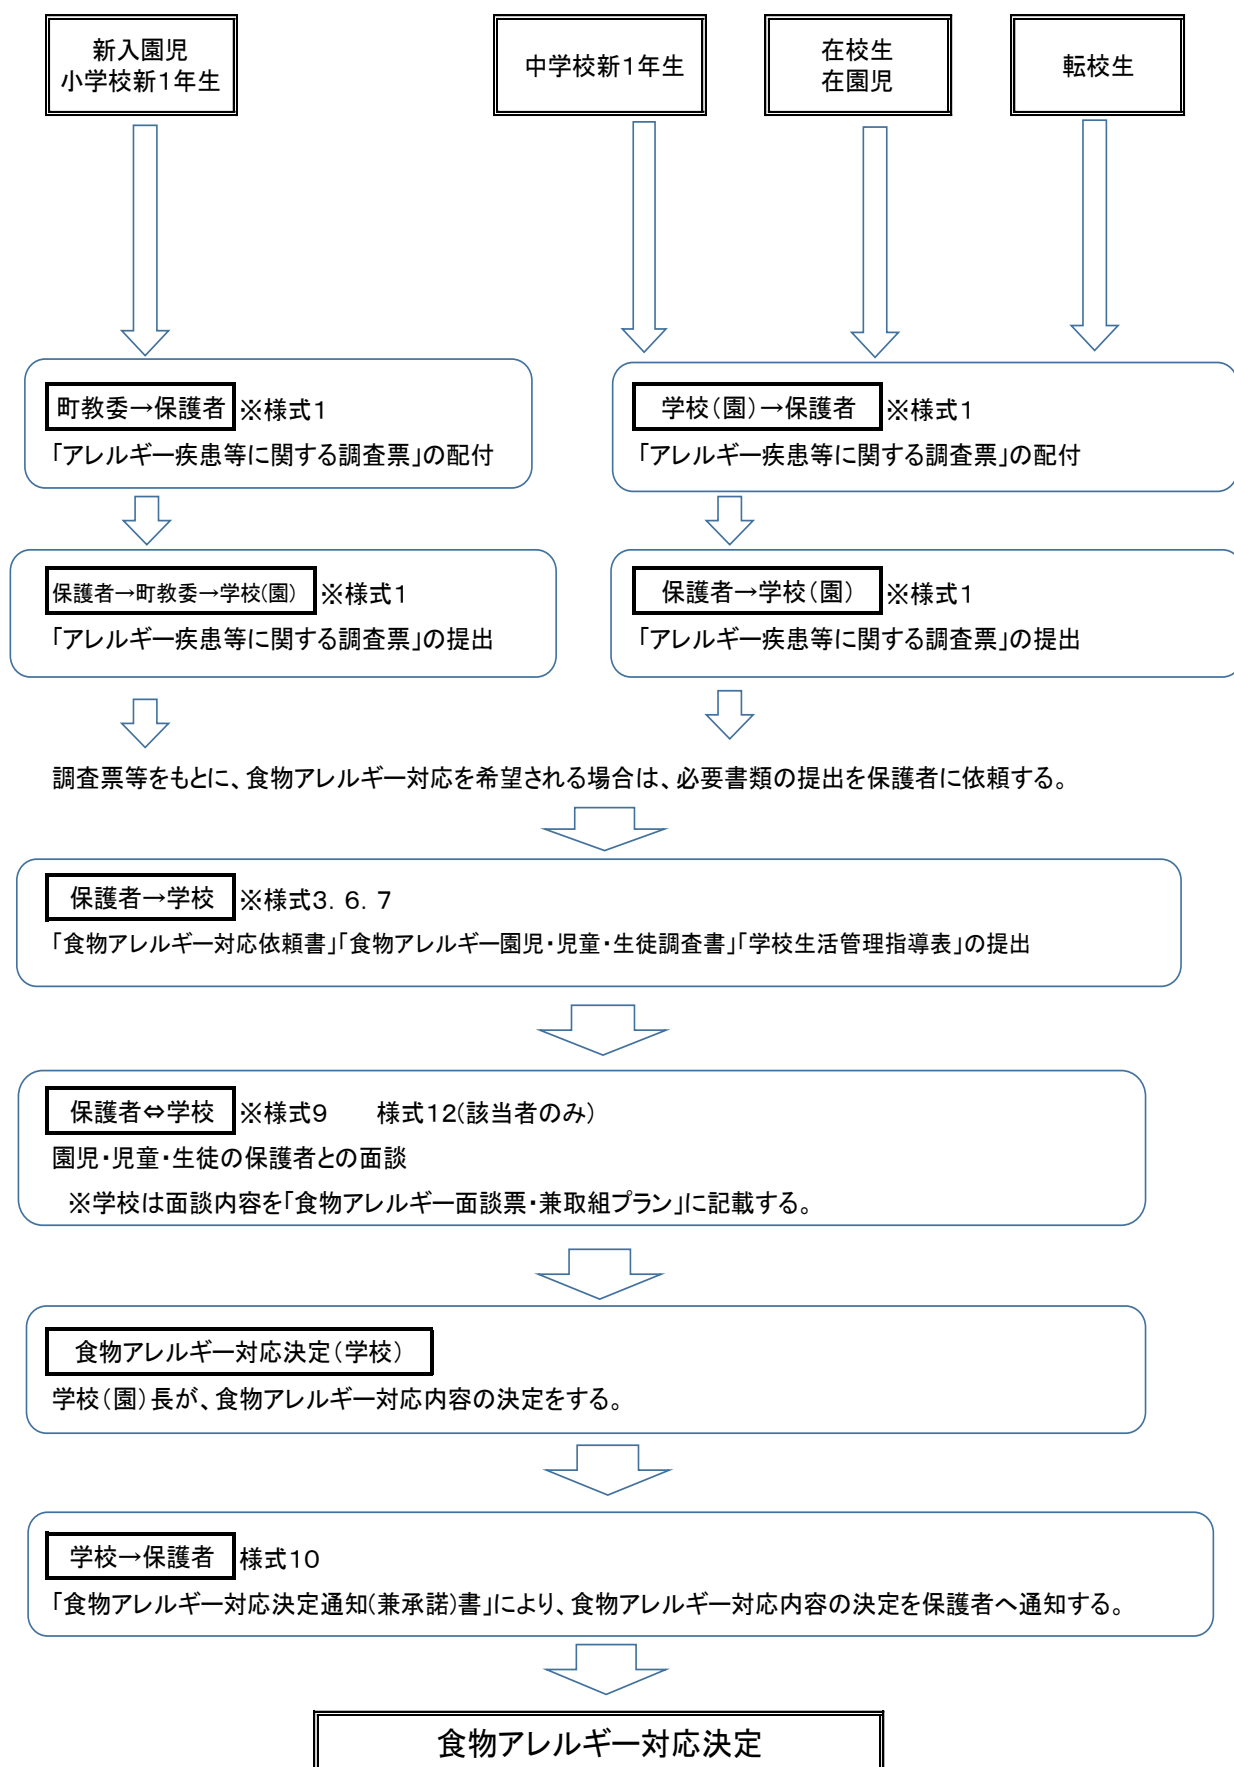 新入園児
小学校新1年生
中学校新1年生
在校生
在園児
転校生
町教委→保護者 ※様式1
「アレルギー疾患等に関する調査票」の配付
学校(園)→保護者 ※様式1
「アレルギー疾患等に関する調査票」の配付
保護者→町教委→学校(園) ※様式1
「アレルギー疾患等に関する調査票」の提出
保護者→学校(園) ※様式1
「アレルギー疾患等に関する調査票」の提出
調査票等をもとに、食物アレルギー対応を希望される場合は、必要書類の提出を保護者に依頼する。
保護者→学校 ※様式3．6．7
「食物アレルギー対応依頼書」「食物アレルギー園児・児童・生徒調査書」「学校生活管理指導表」の提出
保護者⇔学校 ※様式9　様式12(該当者のみ)
園児・児童・生徒の保護者との面談
※学校は面談内容を「食物アレルギー面談票・兼取組プラン」に記載する。
食物アレルギー対応決定(学校)
学校(園)長が、食物アレルギー対応内容の決定をする。
学校→保護者 様式10
「食物アレルギー対応決定通知(兼承諾)書」により、食物アレルギー対応内容の決定を保護者へ通知する。
食物アレルギー対応決定